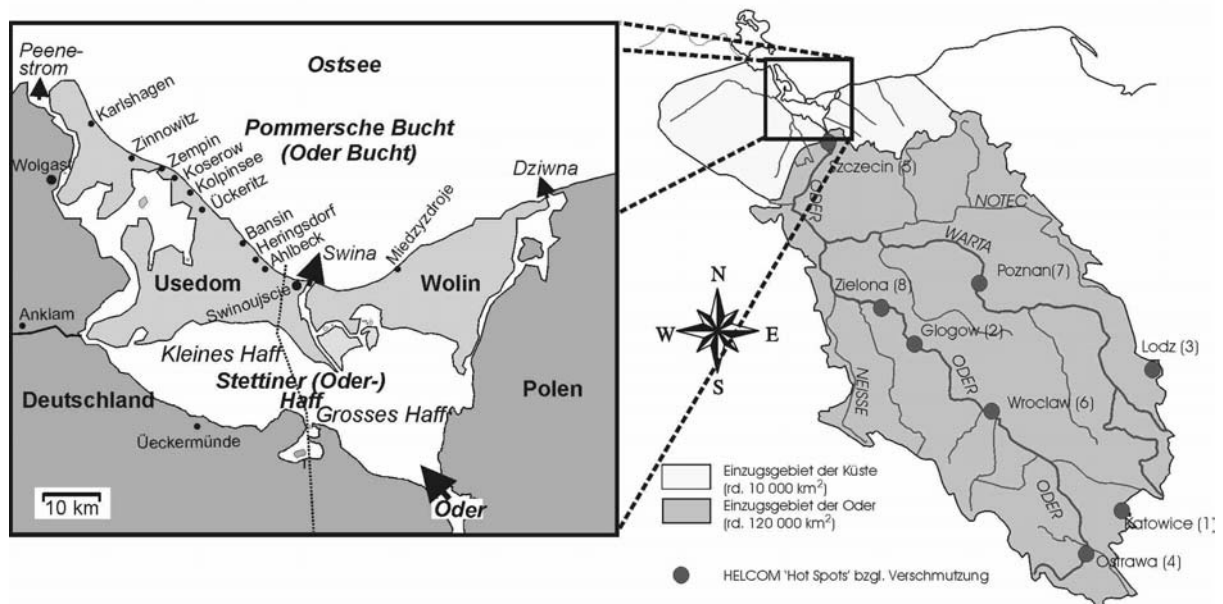 Peene-
strom
Ostsee
Karlshagen
Zinnowitz
Pommersche Bucht
(Oder Bucht)
Zempin
Koserow
Kolpinsee
Ückeritz
Wolgast
Dziwna
Bansin
Heringsdorf
Ahlbeck
Swina
Miedzyzdroje
Usedom
Wolin
Swinoujscie
Anklam
Kleines Haff
Stettiner (Oder-)
Haff
Grosses Haff
Deutschland
Polen
Üeckermünde
10 km
Oder
Szczecin (5)
ODER
NOTEC
WARTA
Poznan(7)
Zielona (8)
N
W
E
S
Glogow (2)
Lodz (3)
NEISSE
ODER
Wroclaw (6)
Einzugsgebiet der Küste
(rd. 10 000 km²)
Einzugsgebiet der Oder
(rd. 120 000 km²)
ODER
Katowice (1)
Ostrawa (4)
HELCOM 'Hot Spots' bzgl. Verschmutzung